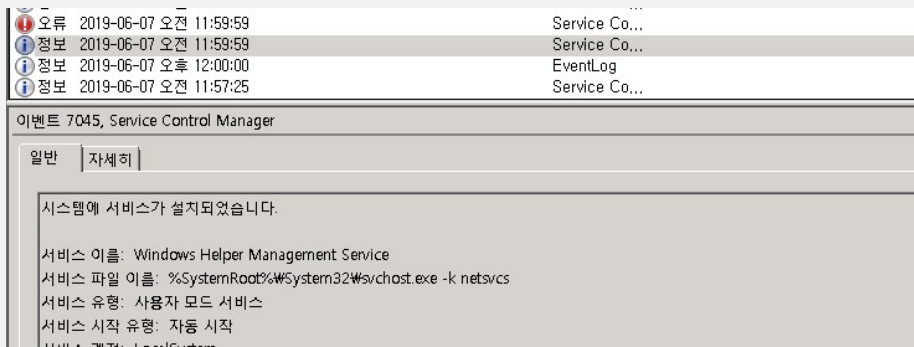 오류 2019-06-07 오전 11:59:59 Service Co...
정보 2019-06-07 오전 11:59:59 Service Co...
정보 2019-06-07 오후 12:00:00 EventLog
정보 2019-06-07 오전 11:57:25 Service Co...
이벤트 7045, Service Control Manager
일반 자세히
시스템에 서비스가 설치되었습니다.
서비스 이름: Windows Helper Management Service
서비스 파일 이름: %SystemRoot%₩System32₩svchost.exe -k netsvcs
서비스 유형: 사용자 모드 서비스
서비스 시작 유형: 자동 시작
서비스 계정: LocalSystem